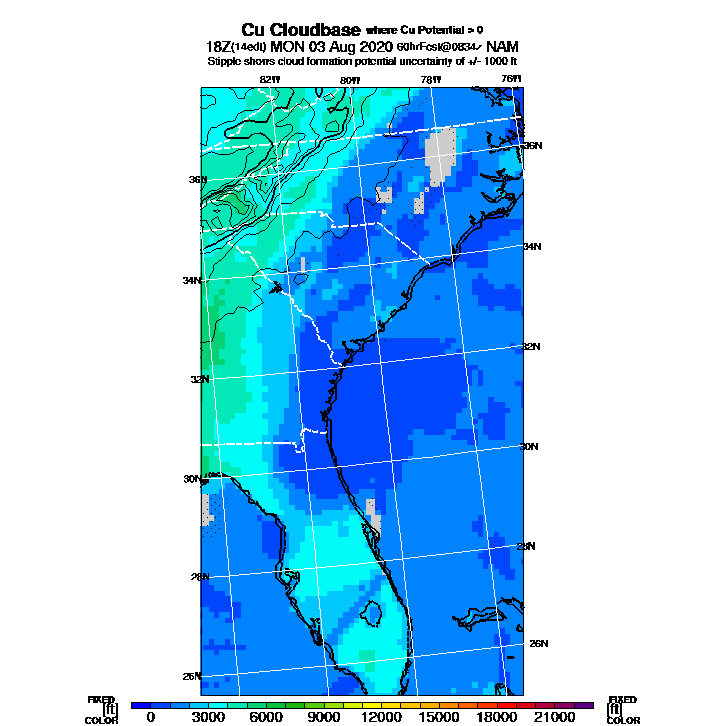 Cu Cloudbase where Cu Potential > 0
18Z(14edt) MON 03 Aug 2020 60hrFcst@0834z NAM
Stipple shows cloud formation potential uncertainty of +/- 1000 ft
82W 80W 78W 76W
36N 36N
34N 34N
32N 32N
30N 30N
28N 28N
26N 26N
FIXED [ft] COLOR
0 3000 6000 9000 12000 15000 18000 21000
FIXED [ft] COLOR